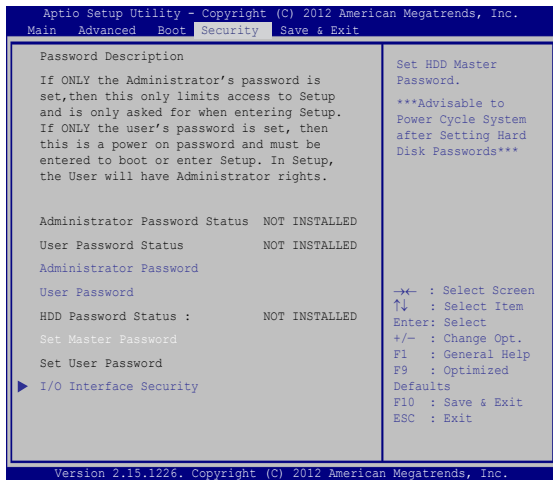 Aptio Setup Utility - Copyright (C) 2012 American Megatrends, Inc.
Main Advanced Boot Security Save & Exit
Password Description
If ONLY the Administrator's password is
set,then this only limits access to Setup
and is only asked for when entering Setup.
If ONLY the user's password is set, then
this is a power on password and must be
entered to boot or enter Setup. In Setup,
the User will have Administrator rights.
Administrator Password Status NOT INSTALLED
User Password Status NOT INSTALLED
Administrator Password
User Password
HDD Password Status : NOT INSTALLED
Set Master Password
Set User Password
I/O Interface Security
Set HDD Master
Password.
***Advisable to
Power Cycle System
after Setting Hard
Disk Passwords***
→← : Select Screen
↑↓ : Select Item
Enter: Select
+/— : Change Opt.
F1 : General Help
F9 : Optimized
Defaults
F10 : Save & Exit
ESC : Exit
Version 2.15.1226. Copyright (C) 2012 American Megatrends, Inc.